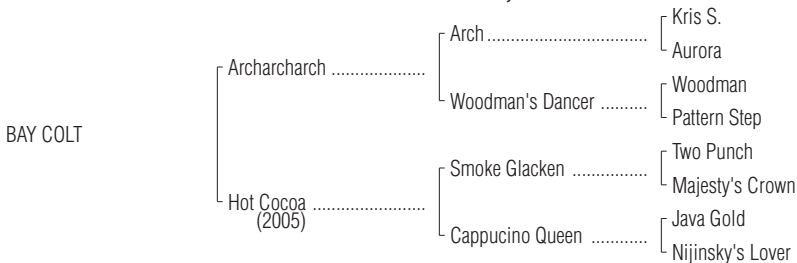 Kris S.
Arch .................................
Aurora
Archarcharch .....................
Woodman
Woodman's Dancer ..........
Pattern Step
BAY COLT
Two Punch
Smoke Glacken ................
Majesty's Crown
Hot Cocoa .........................
(2005)
Java Gold
Cappucino Queen ............
Nijinsky's Lover